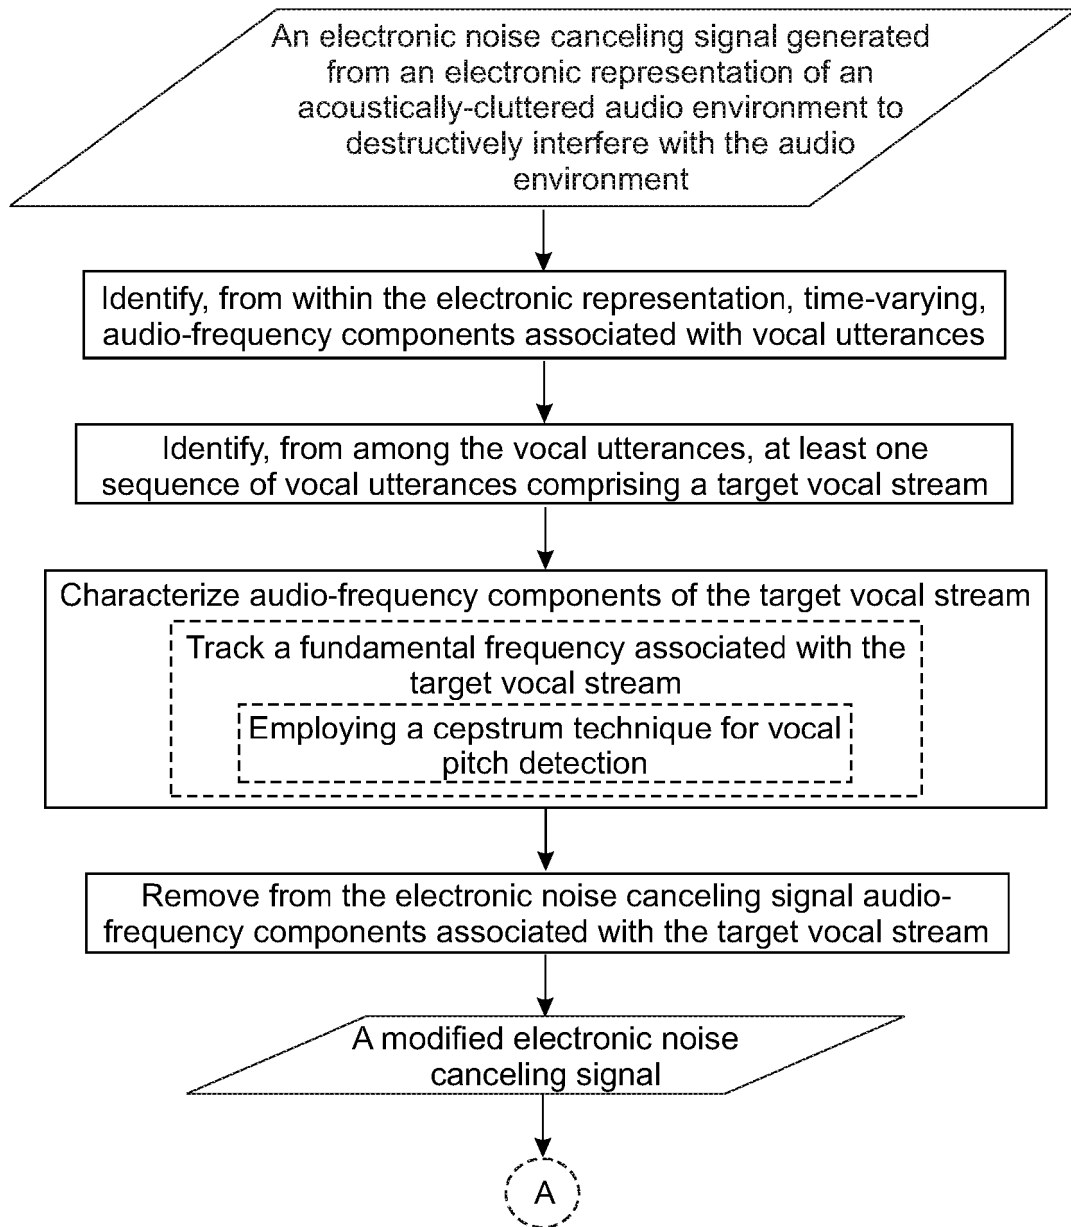 An electronic noise canceling signal generated
from an electronic representation of an
acoustically-cluttered audio environment to
destructively interfere with the audio
environment
Identify, from within the electronic representation, time-varying,
audio-frequency components associated with vocal utterances
Identify, from among the vocal utterances, at least one
sequence of vocal utterances comprising a target vocal stream
Characterize audio-frequency components of the target vocal stream
Track a fundamental frequency associated with the
target vocal stream
Employing a cepstrum technique for vocal
pitch detection
Remove from the electronic noise canceling signal audio-
frequency components associated with the target vocal stream
A modified electronic noise
canceling signal
A